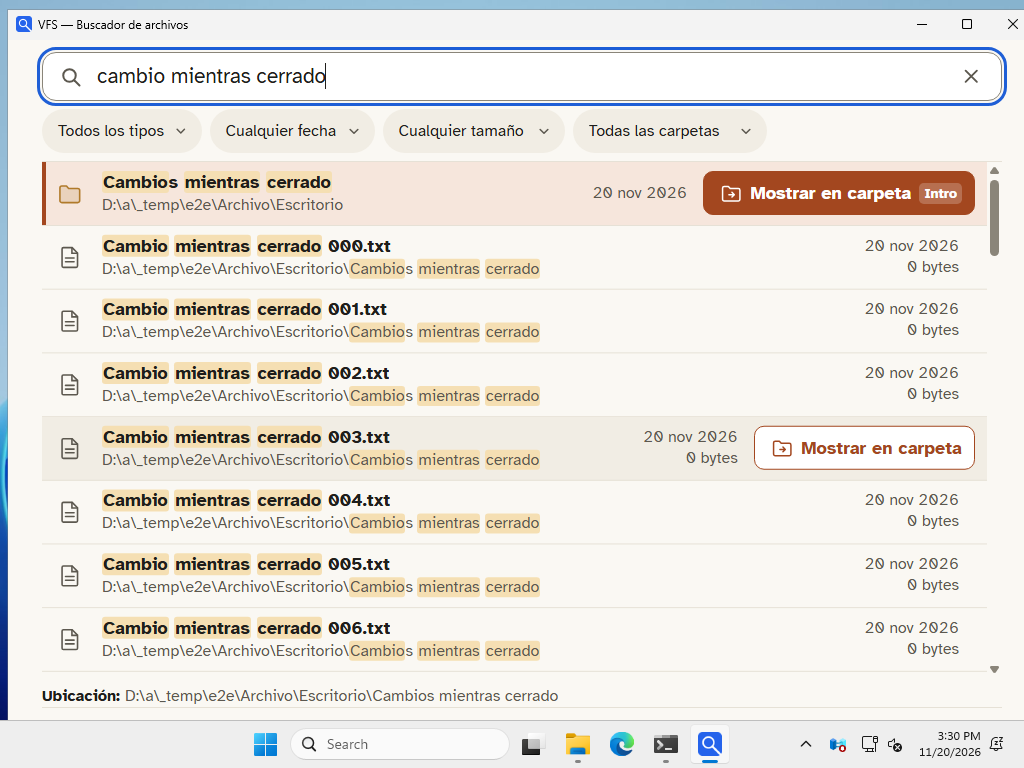 VFS — Buscador de archivos
cambio mientras cerrado
Todos los tipos
Cualquier fecha
Cualquier tamaño
Todas las carpetas
Cambios mientras cerrado
D:\a\_temp\e2e\Archivo\Escritorio
20 nov 2026
Mostrar en carpeta Intro
Cambio mientras cerrado 000.txt
D:\a\_temp\e2e\Archivo\Escritorio\Cambios mientras cerrado
20 nov 2026
0 bytes
Cambio mientras cerrado 001.txt
D:\a\_temp\e2e\Archivo\Escritorio\Cambios mientras cerrado
20 nov 2026
0 bytes
Cambio mientras cerrado 002.txt
D:\a\_temp\e2e\Archivo\Escritorio\Cambios mientras cerrado
20 nov 2026
0 bytes
Cambio mientras cerrado 003.txt
D:\a\_temp\e2e\Archivo\Escritorio\Cambios mientras cerrado
20 nov 2026
0 bytes
Mostrar en carpeta
Cambio mientras cerrado 004.txt
D:\a\_temp\e2e\Archivo\Escritorio\Cambios mientras cerrado
20 nov 2026
0 bytes
Cambio mientras cerrado 005.txt
D:\a\_temp\e2e\Archivo\Escritorio\Cambios mientras cerrado
20 nov 2026
0 bytes
Cambio mientras cerrado 006.txt
D:\a\_temp\e2e\Archivo\Escritorio\Cambios mientras cerrado
20 nov 2026
0 bytes
Ubicación: D:\a\_temp\e2e\Archivo\Escritorio\Cambios mientras cerrado
Search
3:30 PM
11/20/2026